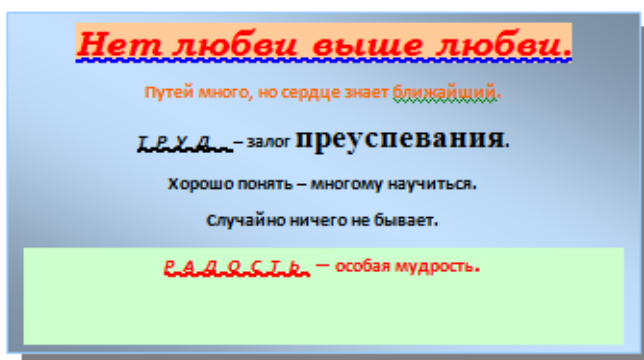 Нет любви выше любви.
Путей много, но сердце знает ближайший.
Т Р У Д – залог преуспевания.
Хорошо понять – многому научиться.
Случайно ничего не бывает.
Р А Д О С Т Ь – особая мудрость.